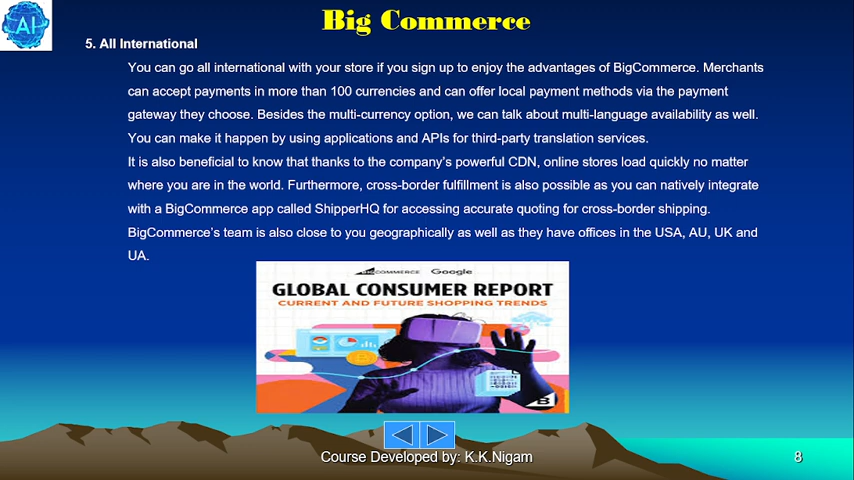 AI
Big Commerce
5. All International
You can go all international with your store if you sign up to enjoy the advantages of BigCommerce. Merchants
can accept payments in more than 100 currencies and can offer local payment methods via the payment
gateway they choose. Besides the multi-currency option, we can talk about multi-language availability as well.
You can make it happen by using applications and APIs for third-party translation services.
It is also beneficial to know that thanks to the company's powerful CDN, online stores load quickly no matter
where you are in the world. Furthermore, cross-border fulfillment is also possible as you can natively integrate
with a BigCommerce app called ShipperHQ for accessing accurate quoting for cross-border shipping.
BigCommerce's team is also close to you geographically as well as they have offices in the USA, AU, UK and
UA.
BIGCOMMERCE Google
GLOBAL CONSUMER REPORT
CURRENT AND FUTURE SHOPPING TRENDS
B
Course Developed by: K.K.Nigam
8